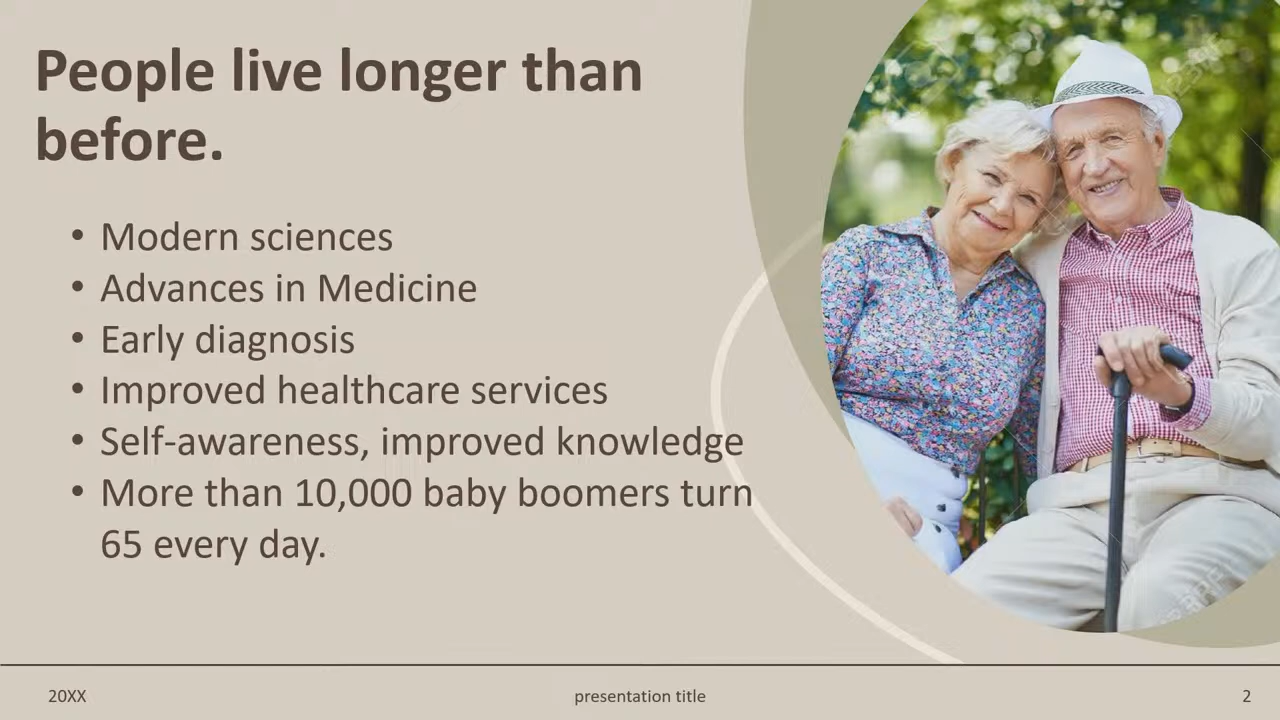 People live longer than
before.
• Modern sciences
• Advances in Medicine
• Early diagnosis
• Improved healthcare services
• Self-awareness, improved knowledge
• More than 10,000 baby boomers turn
65 every day.
20XX
presentation title
2